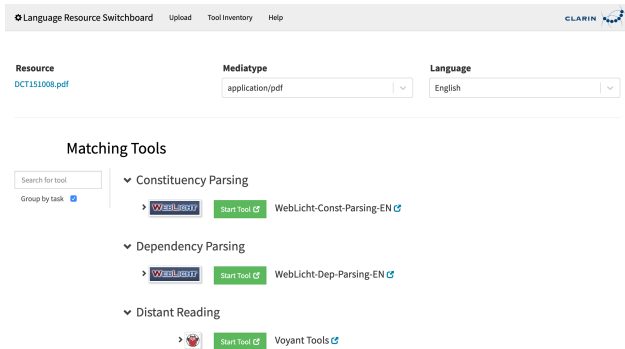 Language Resource Switchboard Upload Tool Inventory Help CLARIN
Resource Mediatype Language
DCT151008.pdf application/pdf English
Matching Tools
Search for tool
Group by task
Constituency Parsing
WEBLICHT Start Tool WebLicht-Const-Parsing-EN
Dependency Parsing
WEBLICHT Start Tool WebLicht-Dep-Parsing-EN
Distant Reading
Start Tool Voyant Tools